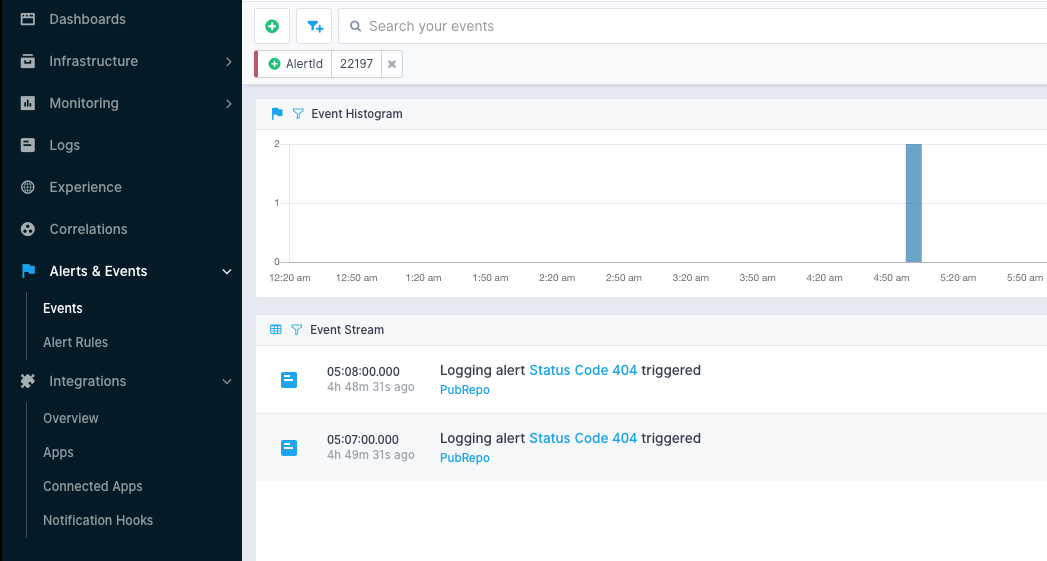 Dashboards
Infrastructure
Monitoring
Logs
Experience
Correlations
Alerts & Events
Events
Alert Rules
Integrations
Overview
Apps
Connected Apps
Notification Hooks
Search your events
AlertId 22197
Event Histogram
2
1
0
12:20 am 12:50 am 1:20 am 1:50 am 2:20 am 2:50 am 3:20 am 3:50 am 4:20 am 4:50 am 5:20 am 5:50 am
Event Stream
05:08:00.000 Logging alert Status Code 404 triggered
4h 48m 31s ago PubRepo
05:07:00.000 Logging alert Status Code 404 triggered
4h 49m 31s ago PubRepo